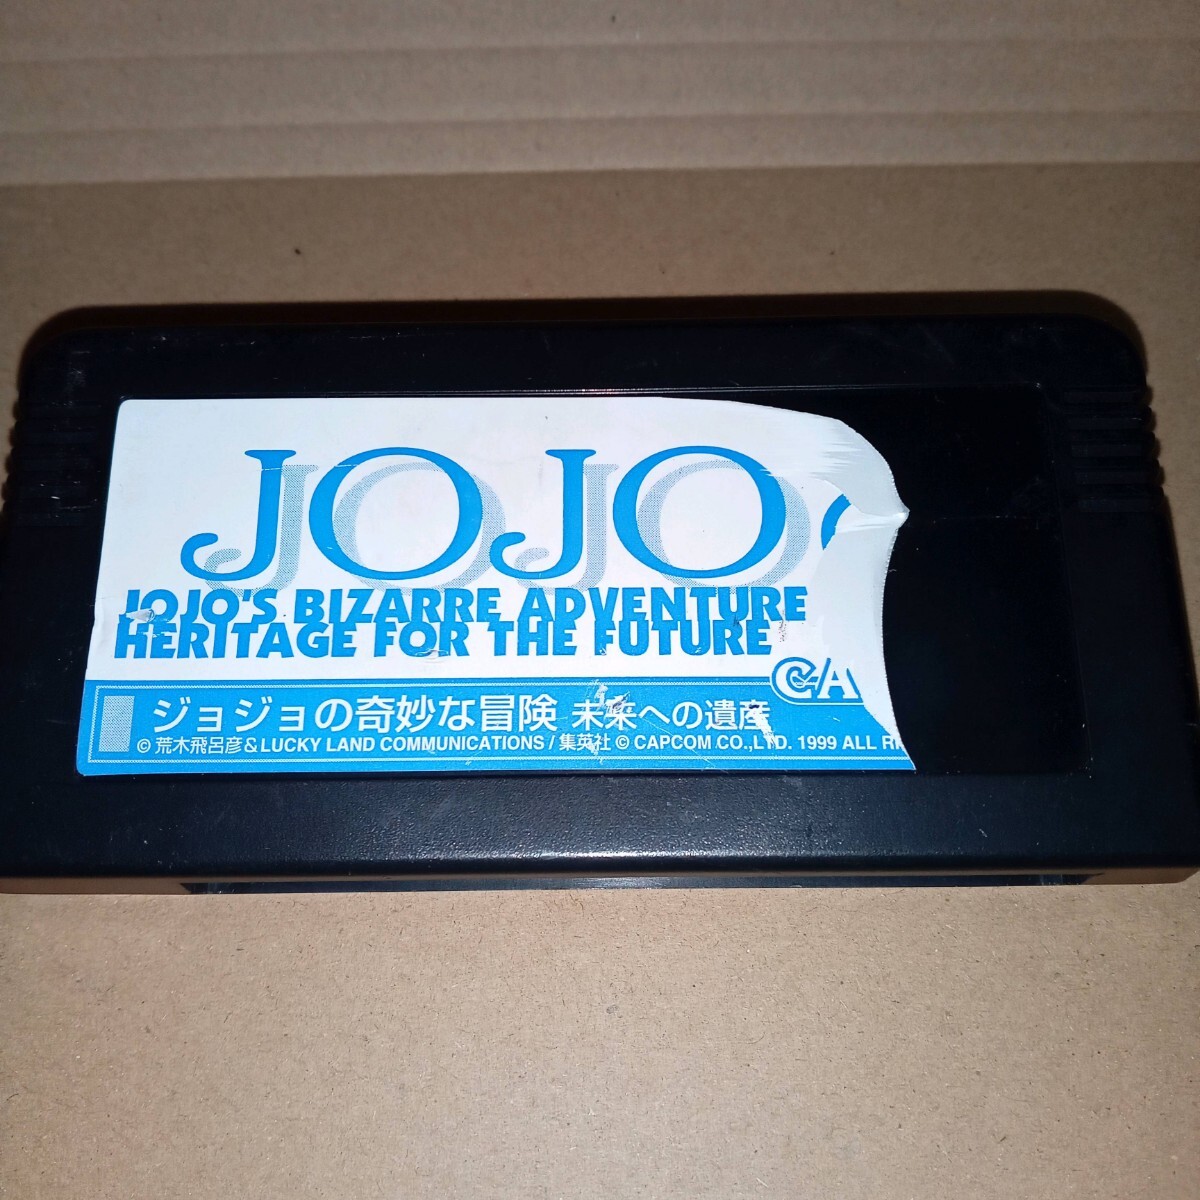 JOJO
JOJO'S BIZARRE ADVENTURE
HERITAGE FOR THE FUTURE
CA
ジョジョの奇妙な冒険 未来への遺産
© 荒木飛呂彦&LUCKY LAND COMMUNICATIONS / 集英社 © CAPCOM CO.,LTD. 1999 ALL